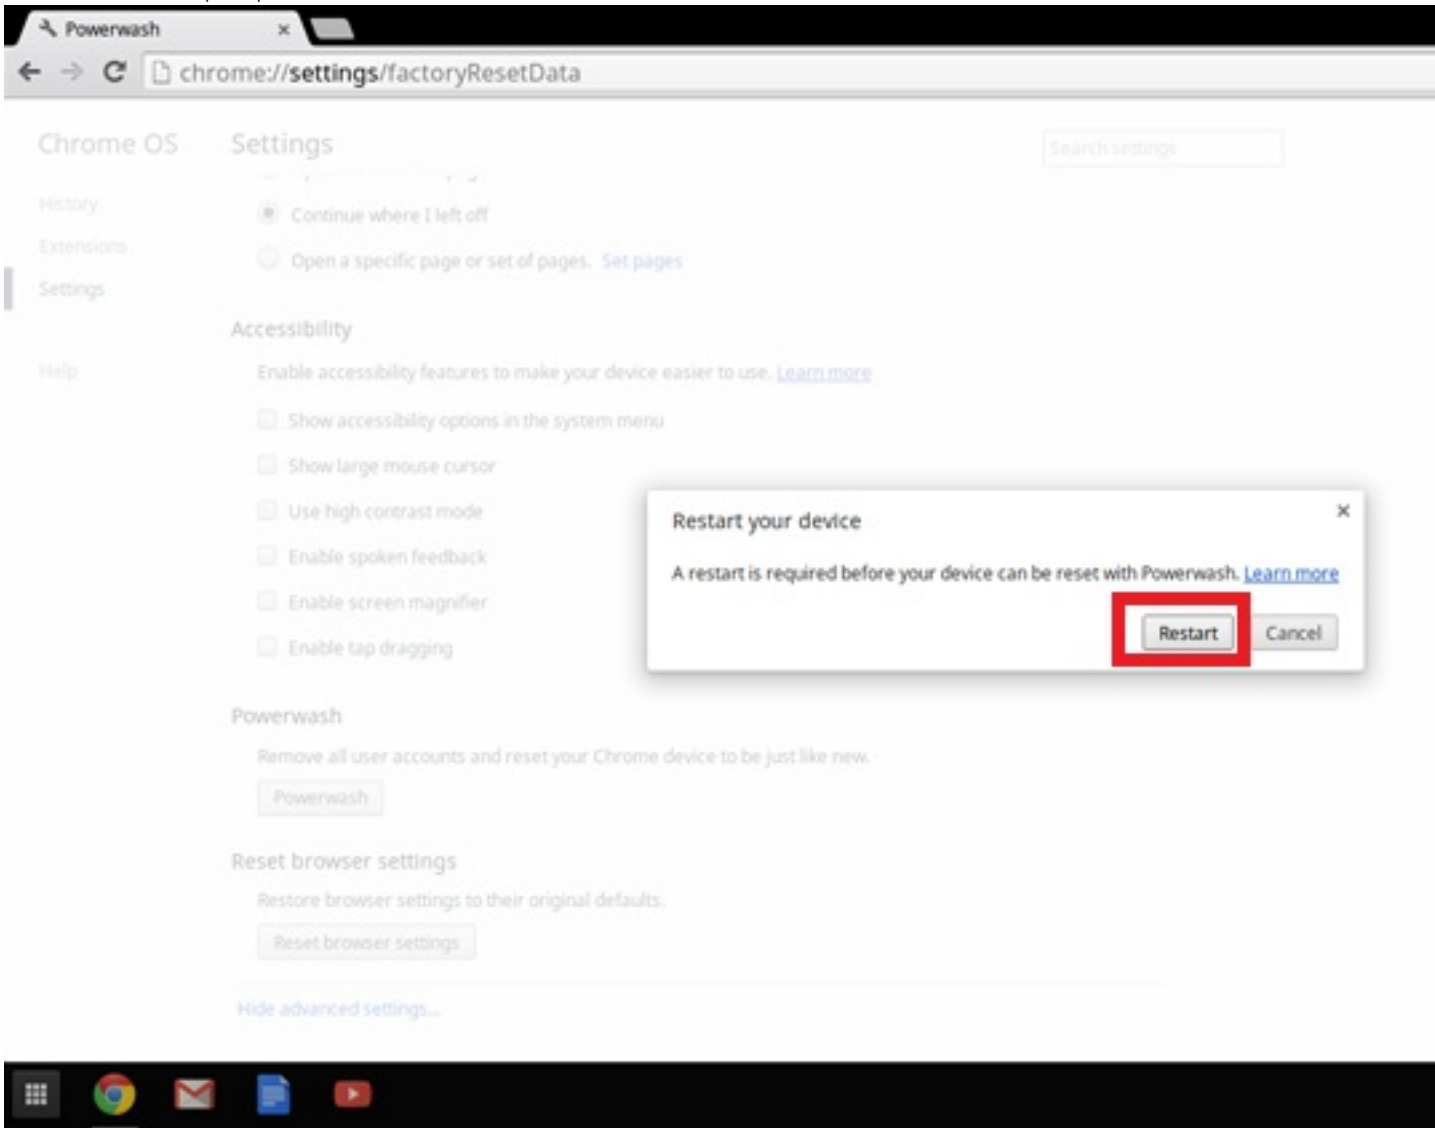 Powerwash
chrome://settings/factoryResetData
Chrome OS
Settings
Search settings
History
Extensions
Settings
Help
Continue where I left off
Open a specific page or set of pages. Set pages
Accessibility
Enable accessibility features to make your device easier to use. Learn more
Show accessibility options in the system menu
Show large mouse cursor
Use high contrast mode
Enable spoken feedback
Enable screen magnifier
Enable tap dragging
Restart your device
A restart is required before your device can be reset with Powerwash. Learn more
Restart Cancel
Powerwash
Remove all user accounts and reset your Chrome device to be just like new.
Powerwash
Reset browser settings
Restore browser settings to their original defaults.
Reset browser settings
Hide advanced settings...